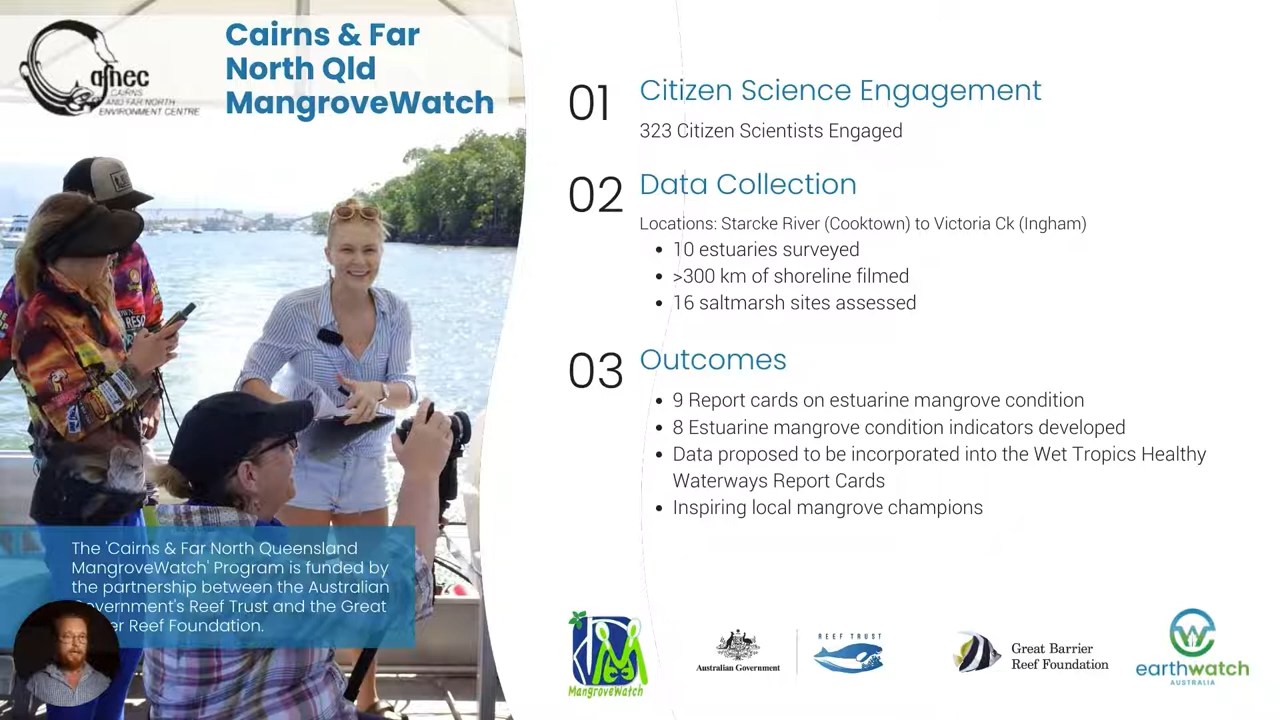 cafnec
CAIRNS
AND FAR NORTH
ENVIRONMENT CENTRE
Cairns & Far
North Qld
MangroveWatch
01
Citizen Science Engagement
323 Citizen Scientists Engaged
02
Data Collection
Locations: Starcke River (Cooktown) to Victoria Ck (Ingham)
• 10 estuaries surveyed
• >300 km of shoreline filmed
• 16 saltmarsh sites assessed
03
Outcomes
• 9 Report cards on estuarine mangrove condition
• 8 Estuarine mangrove condition indicators developed
• Data proposed to be incorporated into the Wet Tropics Healthy
Waterways Report Cards
• Inspiring local mangrove champions
The 'Cairns & Far North Queensland
MangroveWatch' Program is funded by
the partnership between the Australian
Government's Reef Trust and the Great
er Reef Foundation.
MangroveWatch
Australian Government
REEF TRUST
Great Barrier
Reef Foundation
earthwatch
AUSTRALIA